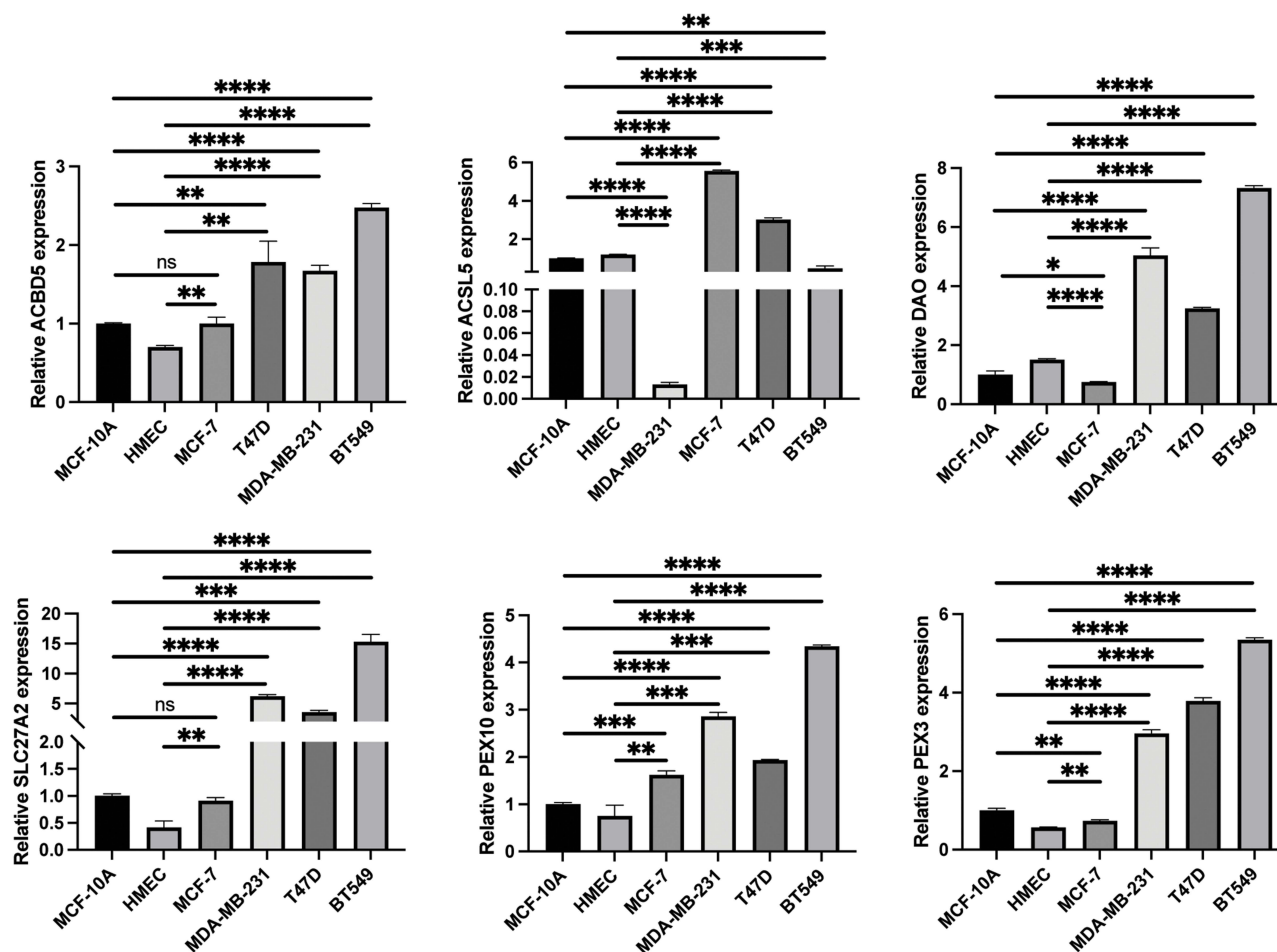 ****
****
****
****
**
**
ns
**
Relative ACBD5 expression
3
2
1
0
MCF-10A
HMEC
MCF-7
T47D
MDA-MB-231
BT549
**
***
****
****
****
****
****
****
Relative ACSL5 expression
6
4
2
0.10
0.08
0.06
0.04
0.02
0.00
MCF-10A
HMEC
MDA-MB-231
MCF-7
T47D
BT549
****
****
****
****
****
****
*
****
Relative DAO expression
8
6
4
2
0
MCF-10A
HMEC
MCF-7
MDA-MB-231
T47D
BT549
****
****
***
****
****
****
ns
**
Relative SLC27A2 expression
20
15
10
5
2.0
1.5
1.0
0.5
0.0
MCF-10A
HMEC
MCF-7
MDA-MB-231
T47D
BT549
****
****
****
***
****
***
***
**
Relative PEX10 expression
5
4
3
2
1
0
MCF-10A
HMEC
MCF-7
MDA-MB-231
T47D
BT549
****
****
****
****
****
****
**
**
Relative PEX3 expression
6
4
2
0
MCF-10A
HMEC
MCF-7
MDA-MB-231
T47D
BT549